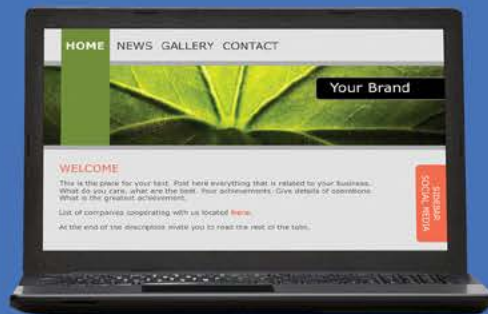 HOME NEWS GALLERY CONTACT
Your Brand
WELCOME
This is the place for your text. Post here everything that is related to your business.
What do you care, what are the best. Your achievements. Give details of operations.
What is the greatest achievement.
List of companies cooperating with us located here.
At the end of the description invite you to read the rest of the tabs.
SIDEBAR
SOCIAL MEDIA